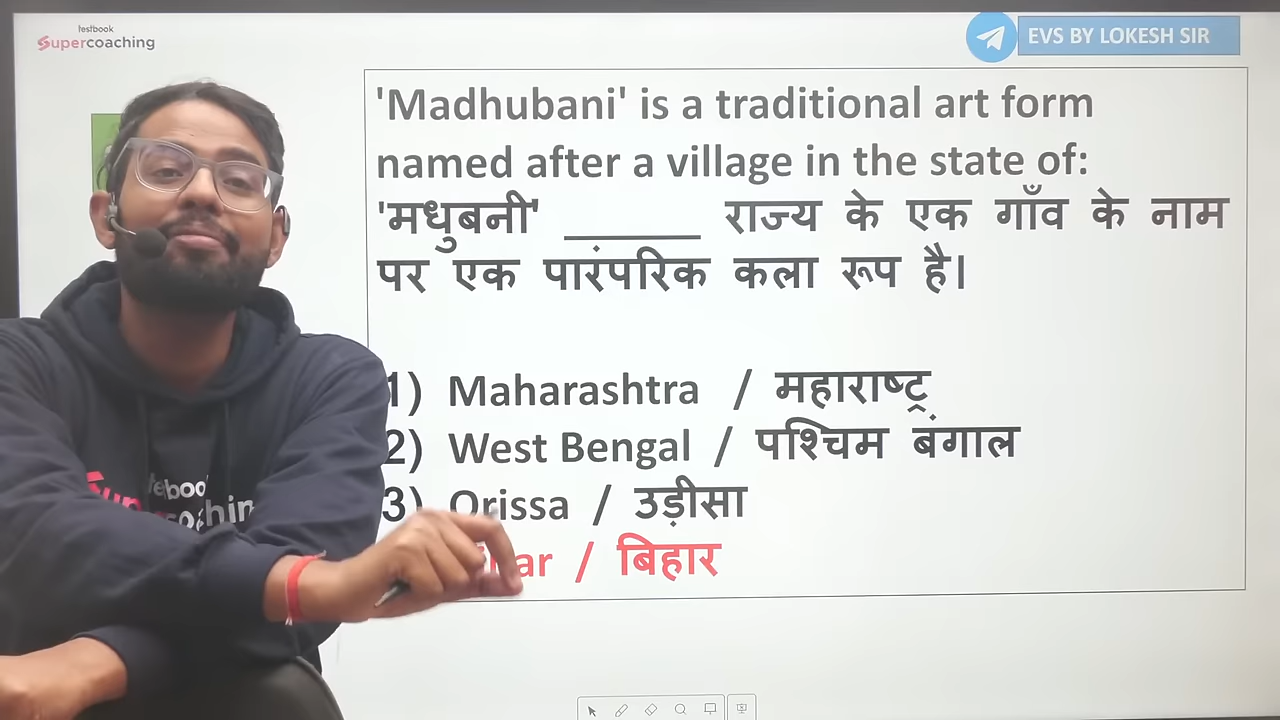 testbook
Supercoaching
EVS BY LOKESH SIR
'Madhubani' is a traditional art form
named after a village in the state of:
'मधुबनी' ______ राज्य के एक गाँव के नाम
पर एक पारंपरिक कला रूप है।
1) Maharashtra / महाराष्ट्र
2) West Bengal / पश्चिम बंगाल
3) Orissa / उड़ीसा
/ बिहार